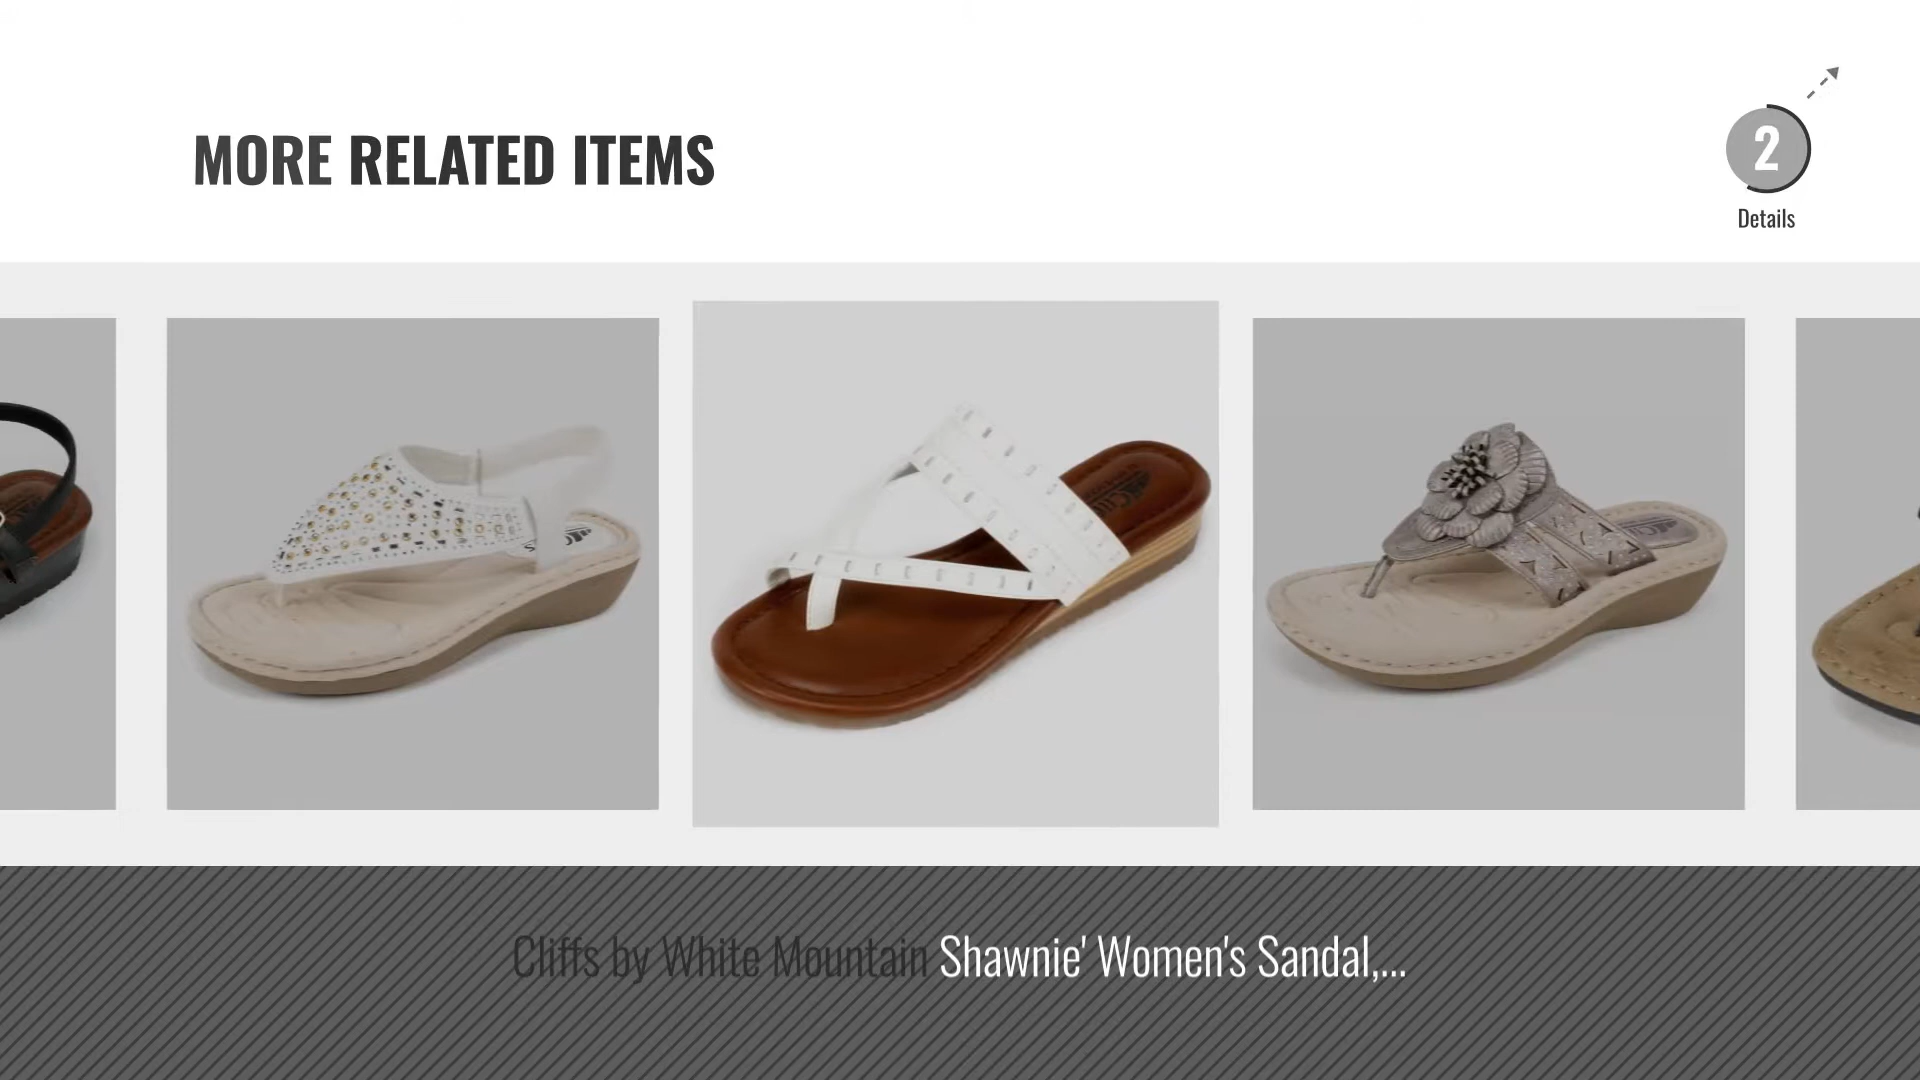 MORE RELATED ITEMS
2
Details
Cliffs by White Mountain Shawnie' Women's Sandal,...